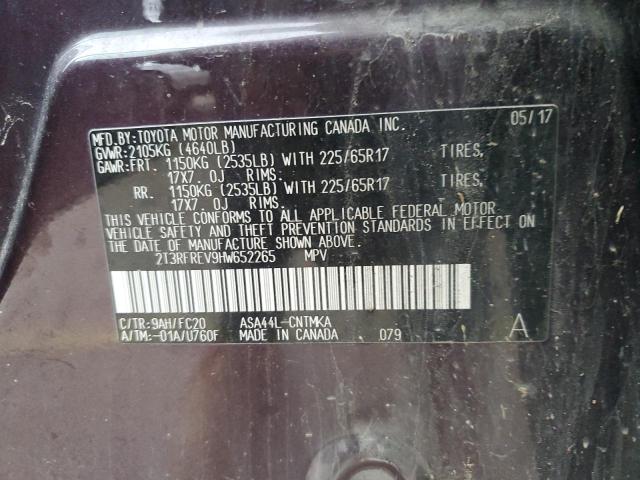 MFD.BY:TOYOTA MOTOR MANUFACTURING CANADA INC. 05/17
GVWR:2105KG (4640LB)
GAWR:FRT. 1150KG (2535LB) WITH 225/65R17 TIRES,
17X7.0J RIMS.
RR. 1150KG (2535LB) WITH 225/65R17 TIRES,
17X7.0J RIMS.
THIS VEHICLE CONFORMS TO ALL APPLICABLE FEDERAL MOTOR
VEHICLE SAFETY AND THEFT PREVENTION STANDARDS IN EFFECT ON
THE DATE OF MANUFACTURE SHOWN ABOVE.
2T3RFREV9HW652265 MPV
C/TR:9AH/FC20 ASA44L-CNTMKA
A/TM:-01A/U760F MADE IN CANADA 079 A